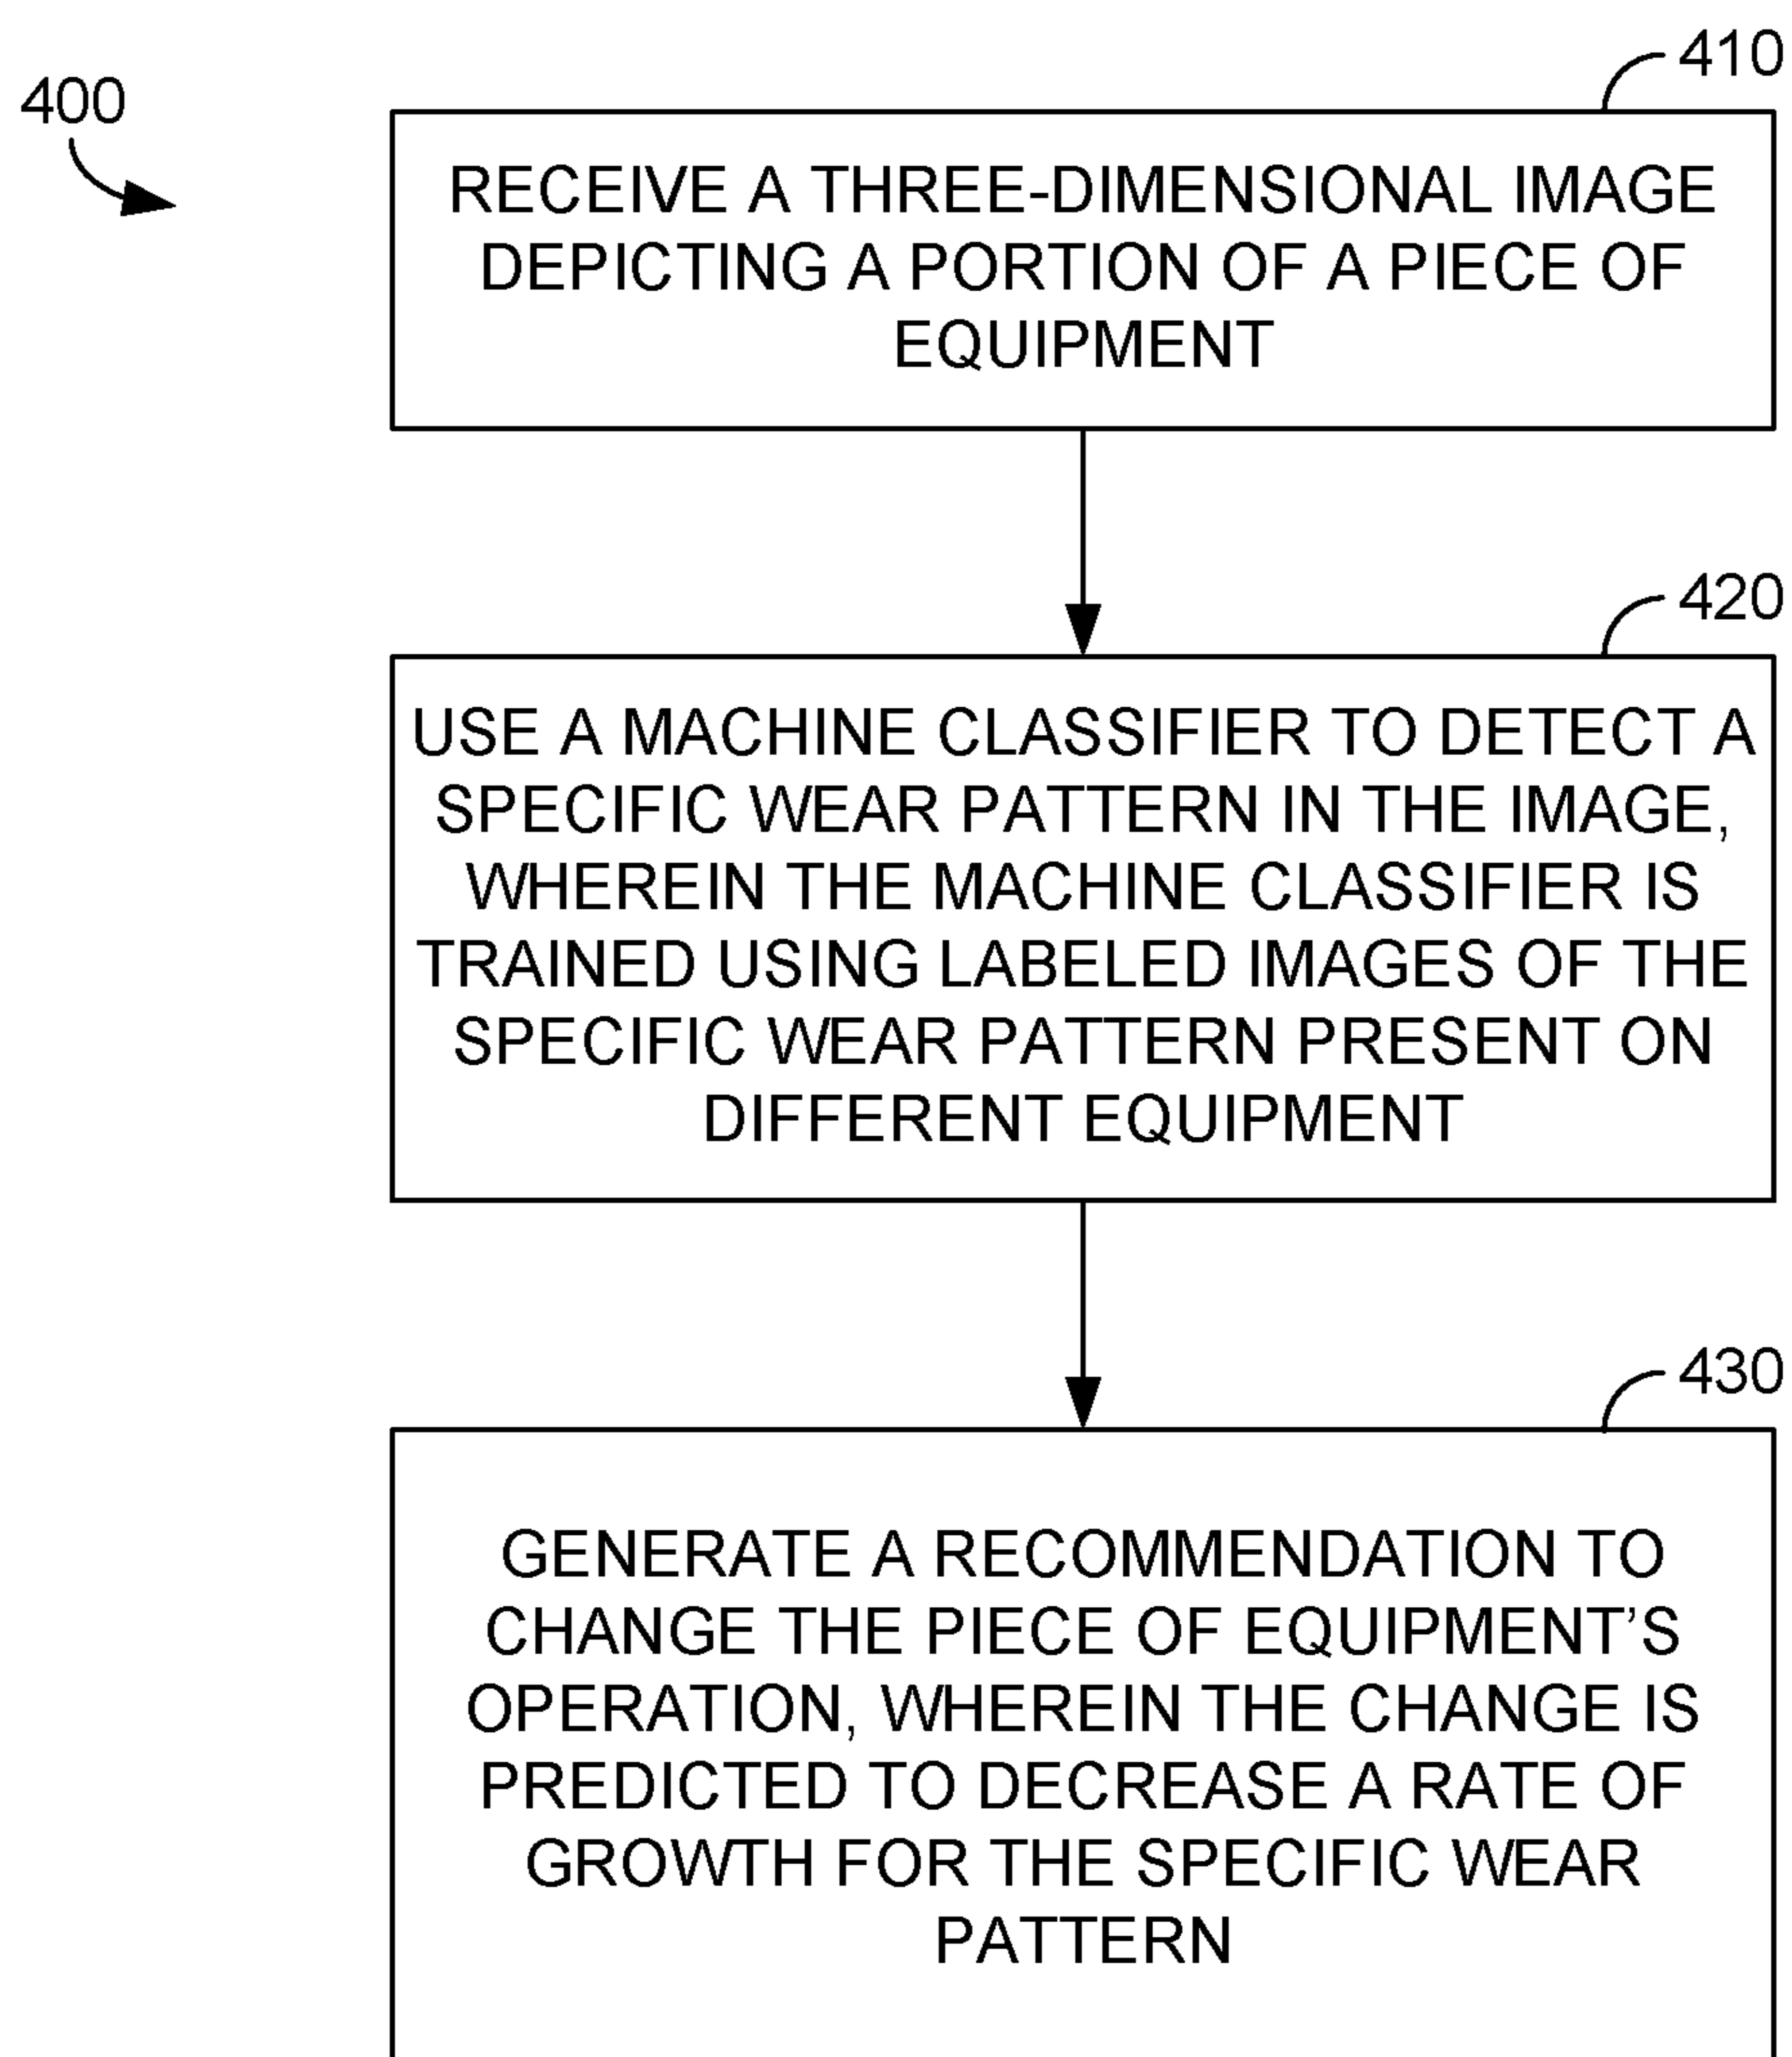 400
410
RECEIVE A THREE-DIMENSIONAL IMAGE
DEPICTING A PORTION OF A PIECE OF
EQUIPMENT
420
USE A MACHINE CLASSIFIER TO DETECT A
SPECIFIC WEAR PATTERN IN THE IMAGE,
WHEREIN THE MACHINE CLASSIFIER IS
TRAINED USING LABELED IMAGES OF THE
SPECIFIC WEAR PATTERN PRESENT ON
DIFFERENT EQUIPMENT
430
GENERATE A RECOMMENDATION TO
CHANGE THE PIECE OF EQUIPMENT’S
OPERATION, WHEREIN THE CHANGE IS
PREDICTED TO DECREASE A RATE OF
GROWTH FOR THE SPECIFIC WEAR
PATTERN